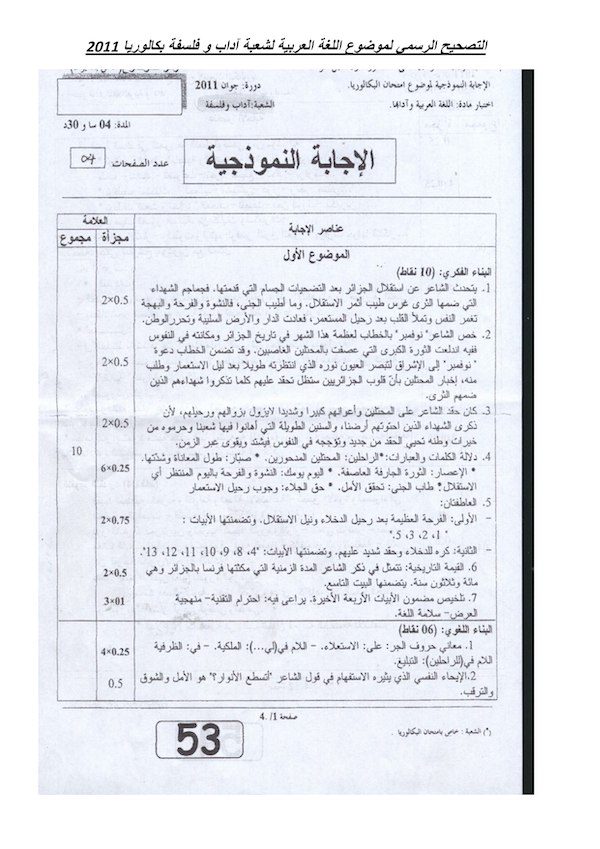 التصحيح الرسمي لموضوع اللغة العربية لشعبة آداب و فلسفة بكالوريا 2011
الإجابة النموذجية لموضوع امتحان البكالوريا. دورة: جوان 2011
اختبار مادة: اللغة العربية وآدابها. الشعبة: آداب وفلسفة
المدة: 04 سا و 30د
الإجابة النموذجية
عدد الصفحات 04
العلامة
عناصر الإجابة
مجزأة مجموع
الموضوع الأول
البناء الفكري: (10 نقاط)
1. يتحدث الشاعر عن استقلال الجزائر بعد التضحيات الجسام التي قدمتها. فجماجم الشهداء 2×0.5
التي ضمها الثرى غرس طيب أثمر الاستقلال. وما أطيب الجني، فالنشوة والفرحة والبهجة
تغمر النفس وتملأ القلب بعد رحيل المستعمر، فعادت الدار والأرض السليبة وتحرر الوطن.
2. خص الشاعر "نوفمبر" بالخطاب لعظمة هذا الشهر في تاريخ الجزائر ومكانته في النفوس
ففيه اندلعت الثورة الكبرى التي عصفت بالمحتلين الغاصبين. وقد تضمن الخطاب دعوة 2×0.5
"نوفمبر" إلى الإشراق لتبصر العيون نوره الذي انتظرته طويلا بعد ليل الاستعمار وطلب
منه، إخبار المحتلين بأنّ قلوب الجزائريين ستظل تحقد عليهم كلما تذكروا شهداءهم الذين
ضمهم الثرى.
3. كان حقد الشاعر على المحتلين وأعوانهم كبيرا وشديدا لايزول بزوالهم ورحيلهم، لأن 2×0.5
ذكرى الشهداء الذين احتوتهم أرضنا، والسنين الطويلة التي أهانوا فيها شعبنا وحرموه من
خيرات وطنه تحيي الحقد من جديد وتؤججه في النفوس فيشتد ويقوى عبر الزمن. 10
4. دلالة الكلمات والعبارات: *الراحلين: المحتلين المدحورين. * صبّار: طول المعاناة وشدّتها.
* الإعصار: الثورة الجارفة العاصفة. * اليوم يومك: النشوة والفرحة باليوم المنتظر أي 6×0.25
الاستقلال * طاب الجنى: تحقق الأمل. * حق الجلاء: وجوب رحيل الاستعمار
5. العاطفتان:
- الأولى: الفرحة العظيمة بعد رحيل الدخلاء ونيل الاستقلال. وتضمنتها الأبيات : 2×0.75
" 1، 2، 3، 5."
- الثانية: كره للدخلاء وحقد شديد عليهم. وتضمنتها الأبيات: "4، 8، 9، 10، 11، 12، 13".
6. القيمة التاريخية: تتمثل في ذكر الشاعر المدة الزمنية التي مكثتها فرنسا بالجزائر وهي 2×0.5
مائة وثلاثون سنة. يتضمنها البيت التاسع.
7. تلخيص مضمون الأبيات الأربعة الأخيرة. يراعى فيه: احترام التقنية- منهجية 3×01
العرض- سلامة اللغة.
البناء اللغوي: (06 نقاط)
1. معاني حروف الجر: على: الاستعلاء. - اللام في(لي...): الملكية. - في: الظرفية 4×0.25
اللام في(للراحلين): التبليغ.
2.الإيحاء النفسي الذي يثيره الاستفهام في قول الشاعر "أتسطع الأنوار؟" هو الأمل والشوق 0.5
والترقب.
صفحة 1/ 4.
(*) الشعبة : خاص بامتحان البكالوريا .
53